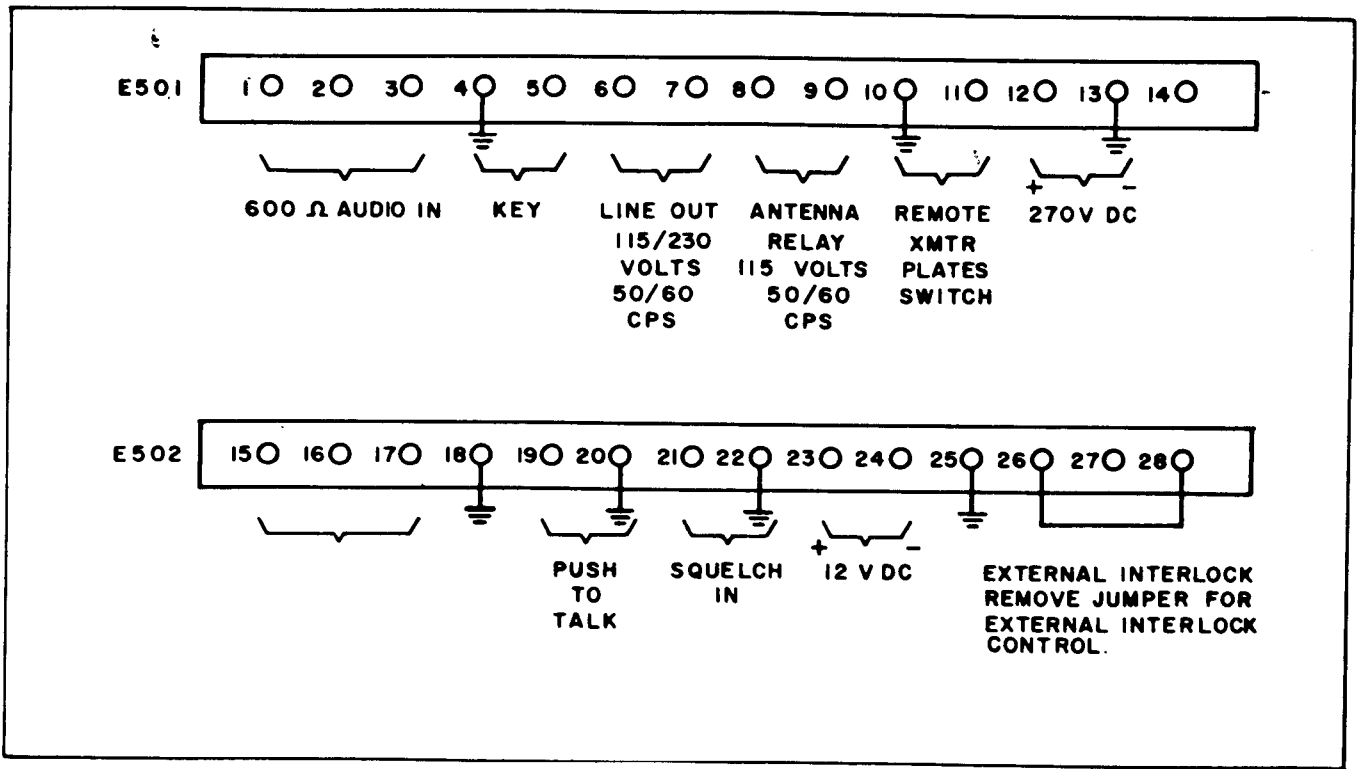 E501 1 2 3 4 5 6 7 8 9 10 11 12 13 14
600 Ω AUDIO IN
KEY
LINE OUT
115/230
VOLTS
50/60
CPS
ANTENNA
RELAY
115 VOLTS
50/60
CPS
REMOTE
XMTR
PLATES
SWITCH
+ -
270V DC
E502 15 16 17 18 19 20 21 22 23 24 25 26 27 28
PUSH
TO
TALK
SQUELCH
IN
+ -
12 V DC
EXTERNAL INTERLOCK
REMOVE JUMPER FOR
EXTERNAL INTERLOCK
CONTROL.